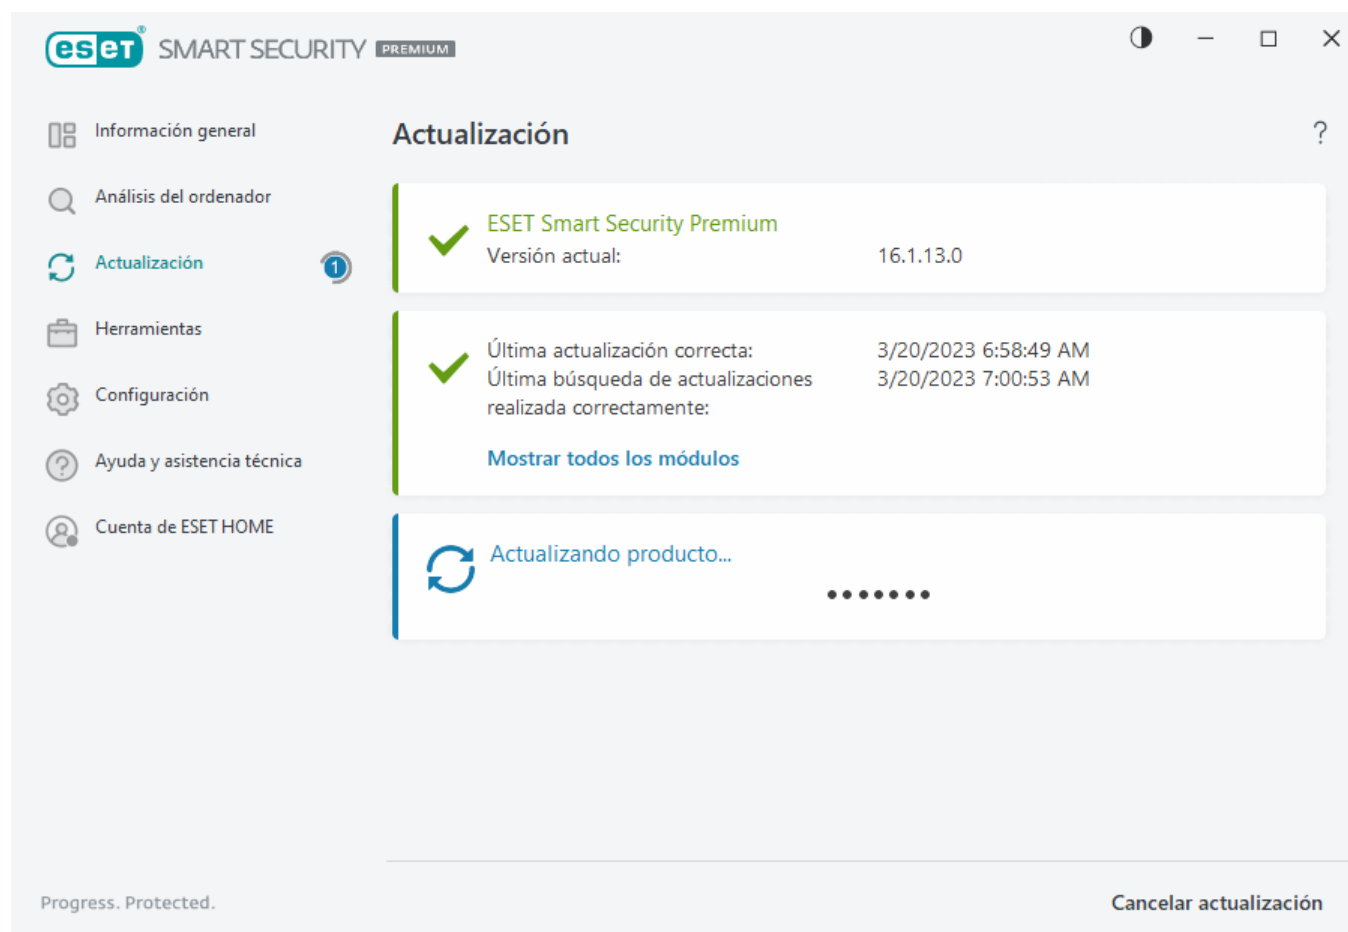 eset® SMART SECURITY PREMIUM
Información general
Análisis del ordenador
Actualización 1
Herramientas
Configuración
Ayuda y asistencia técnica
Cuenta de ESET HOME
Actualización ?
ESET Smart Security Premium
Versión actual: 16.1.13.0
Última actualización correcta: 3/20/2023 6:58:49 AM
Última búsqueda de actualizaciones 3/20/2023 7:00:53 AM
realizada correctamente:
Mostrar todos los módulos
Actualizando producto...
Progress. Protected.
Cancelar actualización